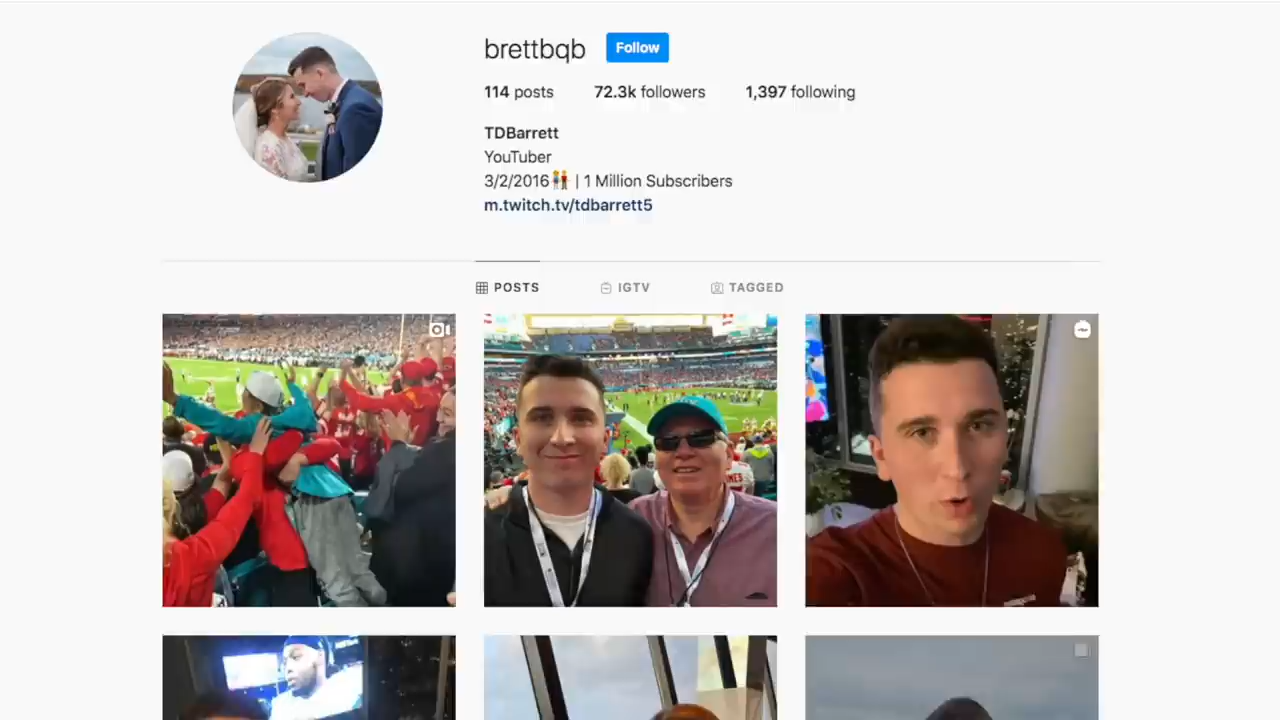 brettbqb Follow
114 posts 72.3k followers 1,397 following
TDBarrett
YouTuber
3/2/2016👫👬 | 1 Million Subscribers
m.twitch.tv/tdbarrett5
POSTS IGTV TAGGED